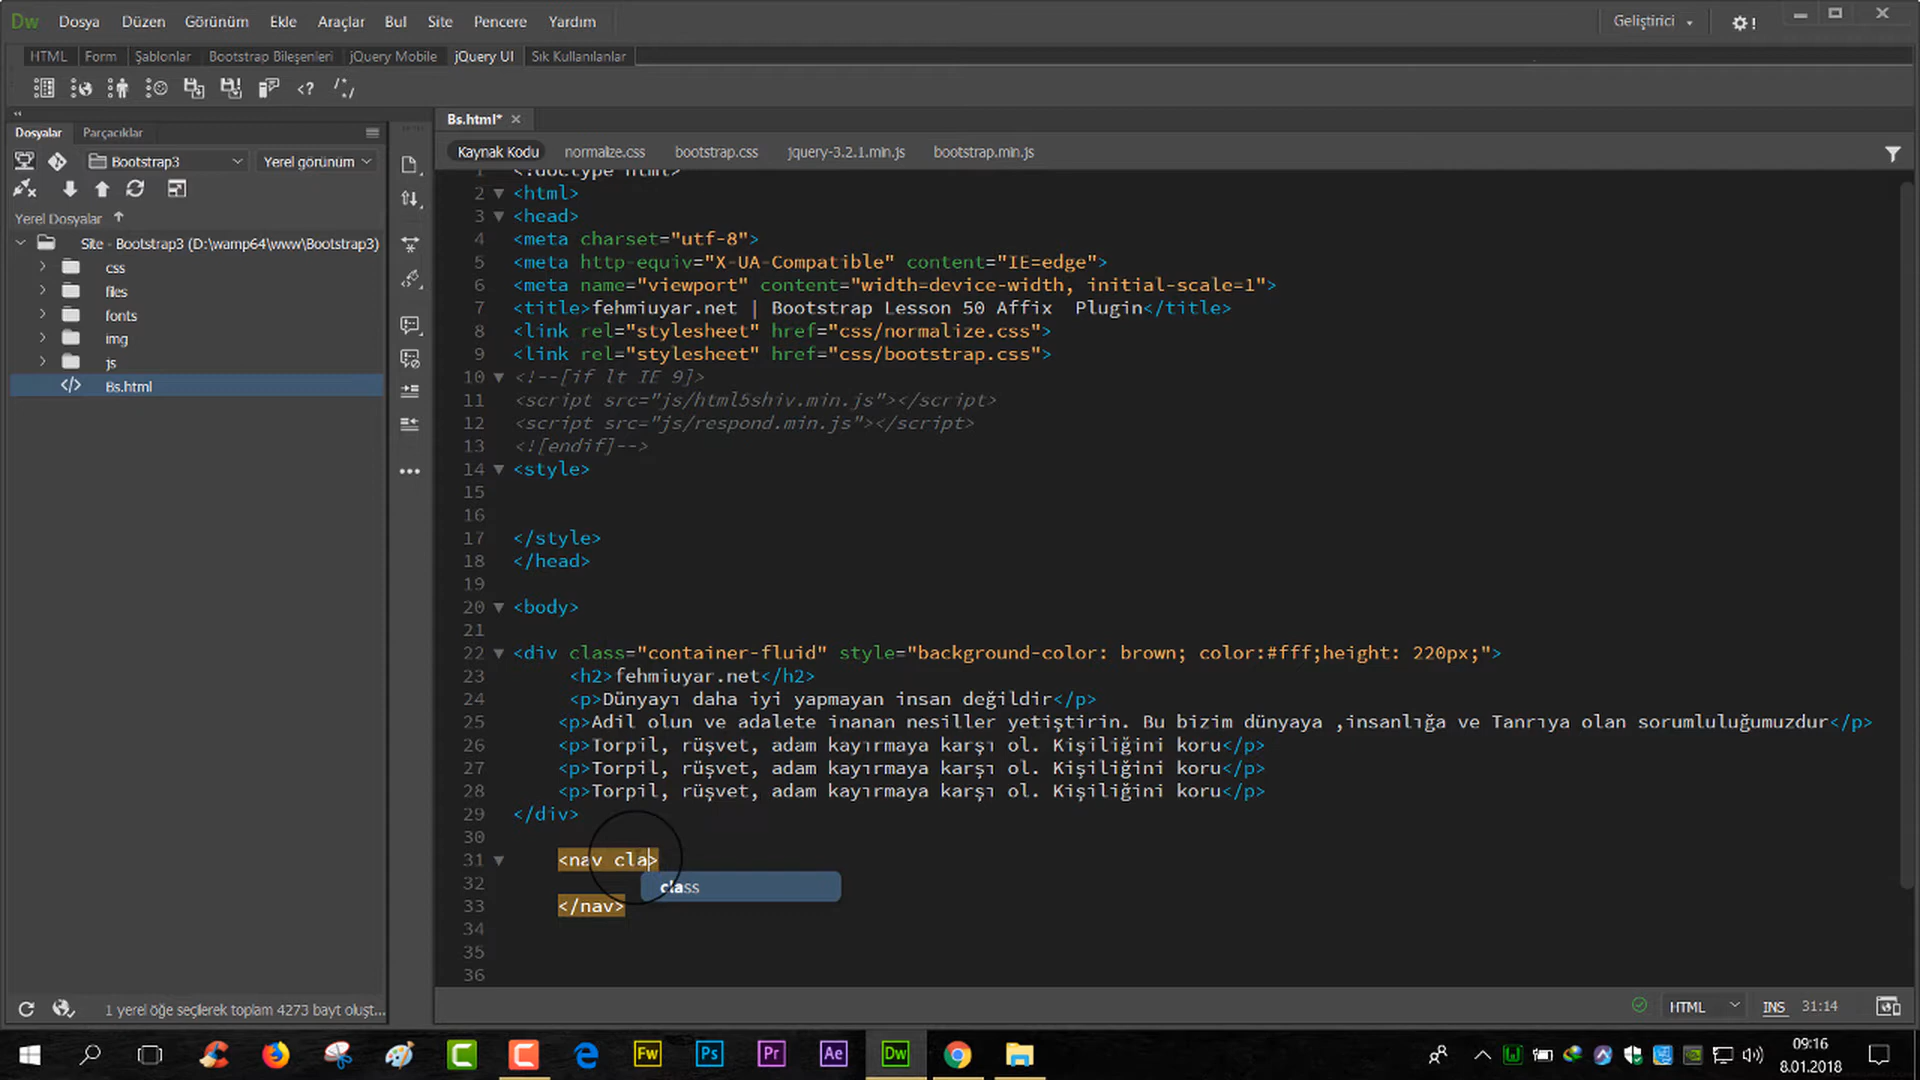 Dw Dosya Düzen Görünüm Ekle Araçlar Bul Site Pencere Yardım Geliştirici
HTML Form Şablonlar Bootstrap Bileşenleri jQuery Mobile jQuery UI Sık Kullanılanlar
Dosyalar Parçacıklar
Bootstrap3 Yerel görünüm
Yerel Dosyalar
Site - Bootstrap3 (D:\wamp64\www\Bootstrap3)
css
files
fonts
img
js
Bs.html
1 yerel öğe seçilerek toplam 4273 bayt oluşt...
Bs.html*
Kaynak Kodu normalize.css bootstrap.css jquery-3.2.1.min.js bootstrap.min.js
1 <!doctype html>
2 <html>
3 <head>
4 <meta charset="utf-8">
5 <meta http-equiv="X-UA-Compatible" content="IE=edge">
6 <meta name="viewport" content="width=device-width, initial-scale=1">
7 <title>fehmiuyar.net | Bootstrap Lesson 50 Affix  Plugin</title>
8 <link rel="stylesheet" href="css/normalize.css">
9 <link rel="stylesheet" href="css/bootstrap.css">
10 <!--[if lt IE 9]>
11 <script src="js/html5shiv.min.js"></script>
12 <script src="js/respond.min.js"></script>
13 <![endif]-->
14 <style>
15
16
17 </style>
18 </head>
19
20 <body>
21
22 <div class="container-fluid" style="background-color: brown; color:#fff;height: 220px;">
23 <h2>fehmiuyar.net</h2>
24 <p>Dünyayı daha iyi yapmayan insan değildir</p>
25 <p>Adil olun ve adalete inanan nesiller yetiştirin. Bu bizim dünyaya ,insanlığa ve Tanrıya olan sorumluluğumuzdur</p>
26 <p>Torpil, rüşvet, adam kayırmaya karşı ol. Kişiliğini koru</p>
27 <p>Torpil, rüşvet, adam kayırmaya karşı ol. Kişiliğini koru</p>
28 <p>Torpil, rüşvet, adam kayırmaya karşı ol. Kişiliğini koru</p>
29 </div>
30
31 <nav cla>
32 class
33 </nav>
34
35
36
HTML INS 31:14
Fw Ps Pr Ae Dw
09:16
8.01.2018